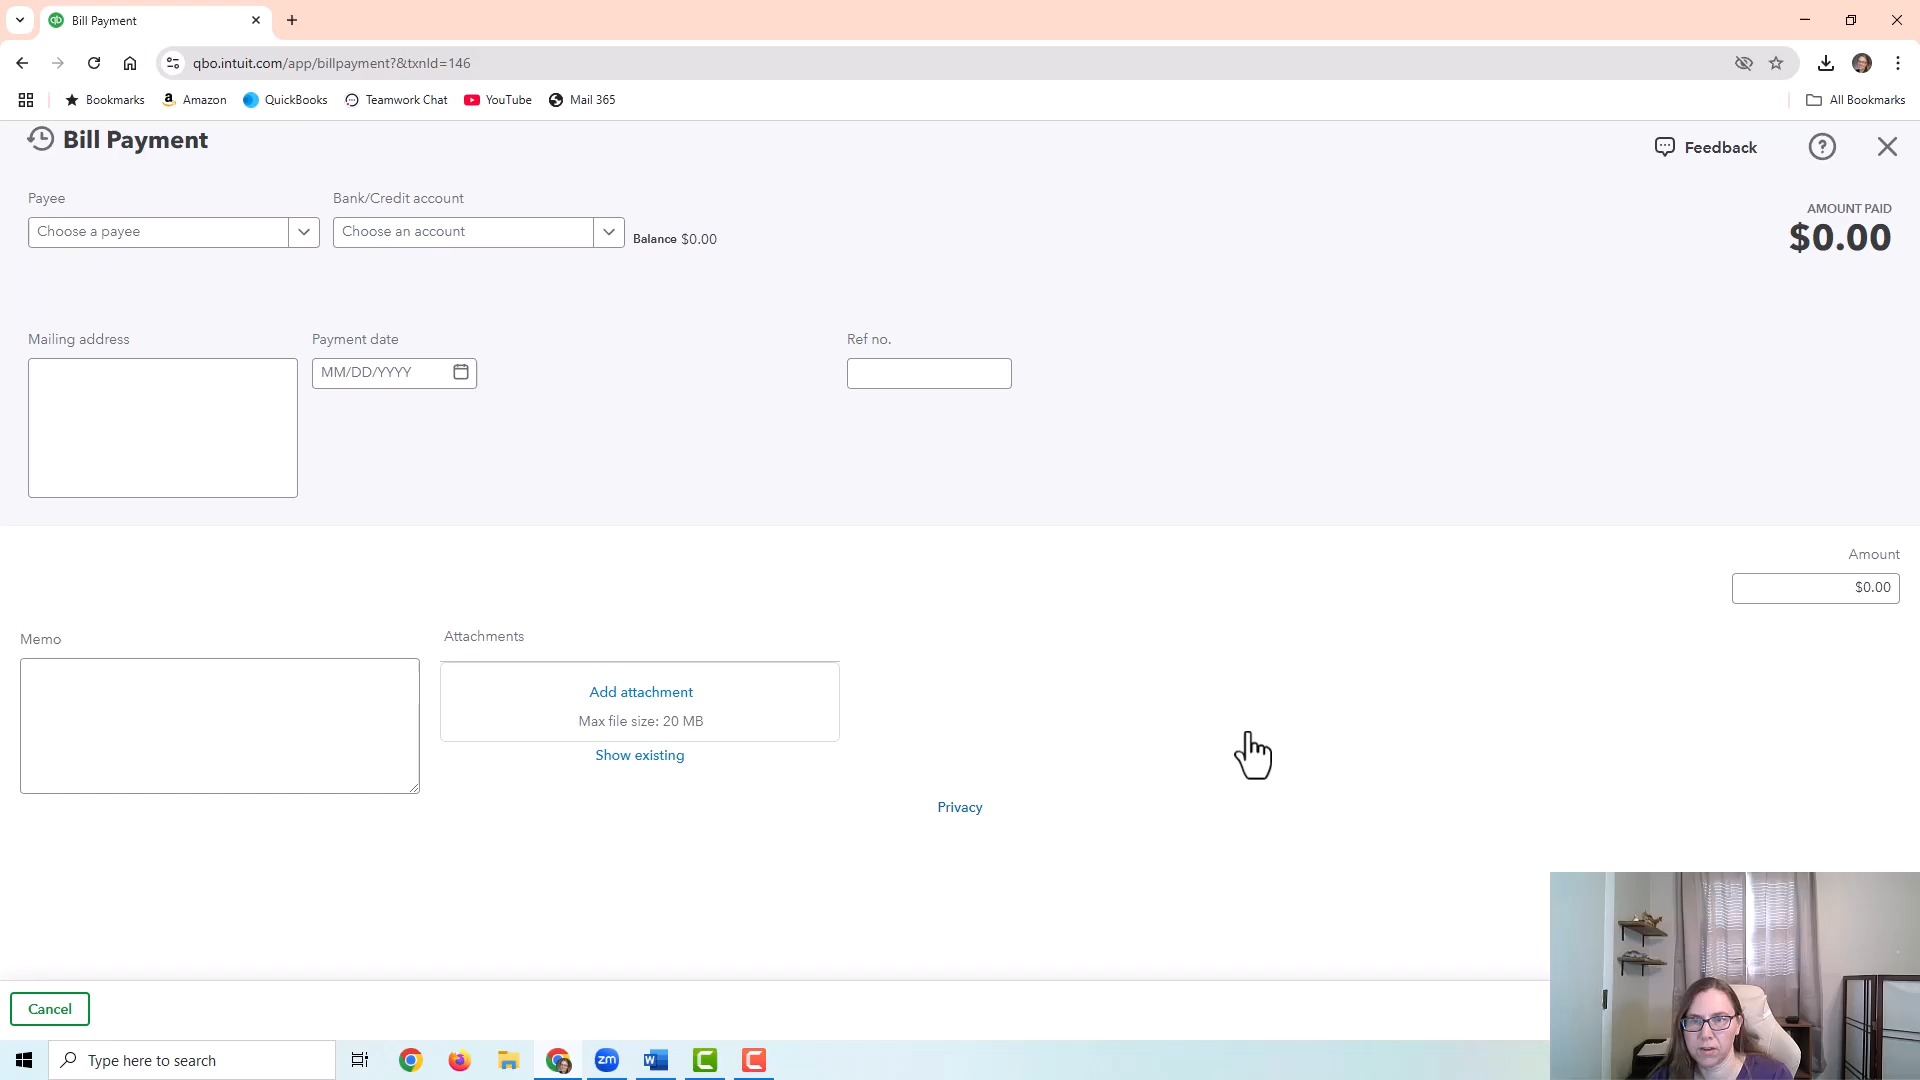 Bill Payment
qbo.intuit.com/app/billpayment?&txnId=146
Bookmarks Amazon QuickBooks Teamwork Chat YouTube Mail 365 All Bookmarks
Bill Payment
Feedback
Payee Bank/Credit account
Choose a payee Choose an account Balance $0.00
AMOUNT PAID
$0.00
Mailing address Payment date Ref no.
MM/DD/YYYY
Amount
$0.00
Memo Attachments
Add attachment
Max file size: 20 MB
Show existing
Privacy
Cancel
Type here to search zm